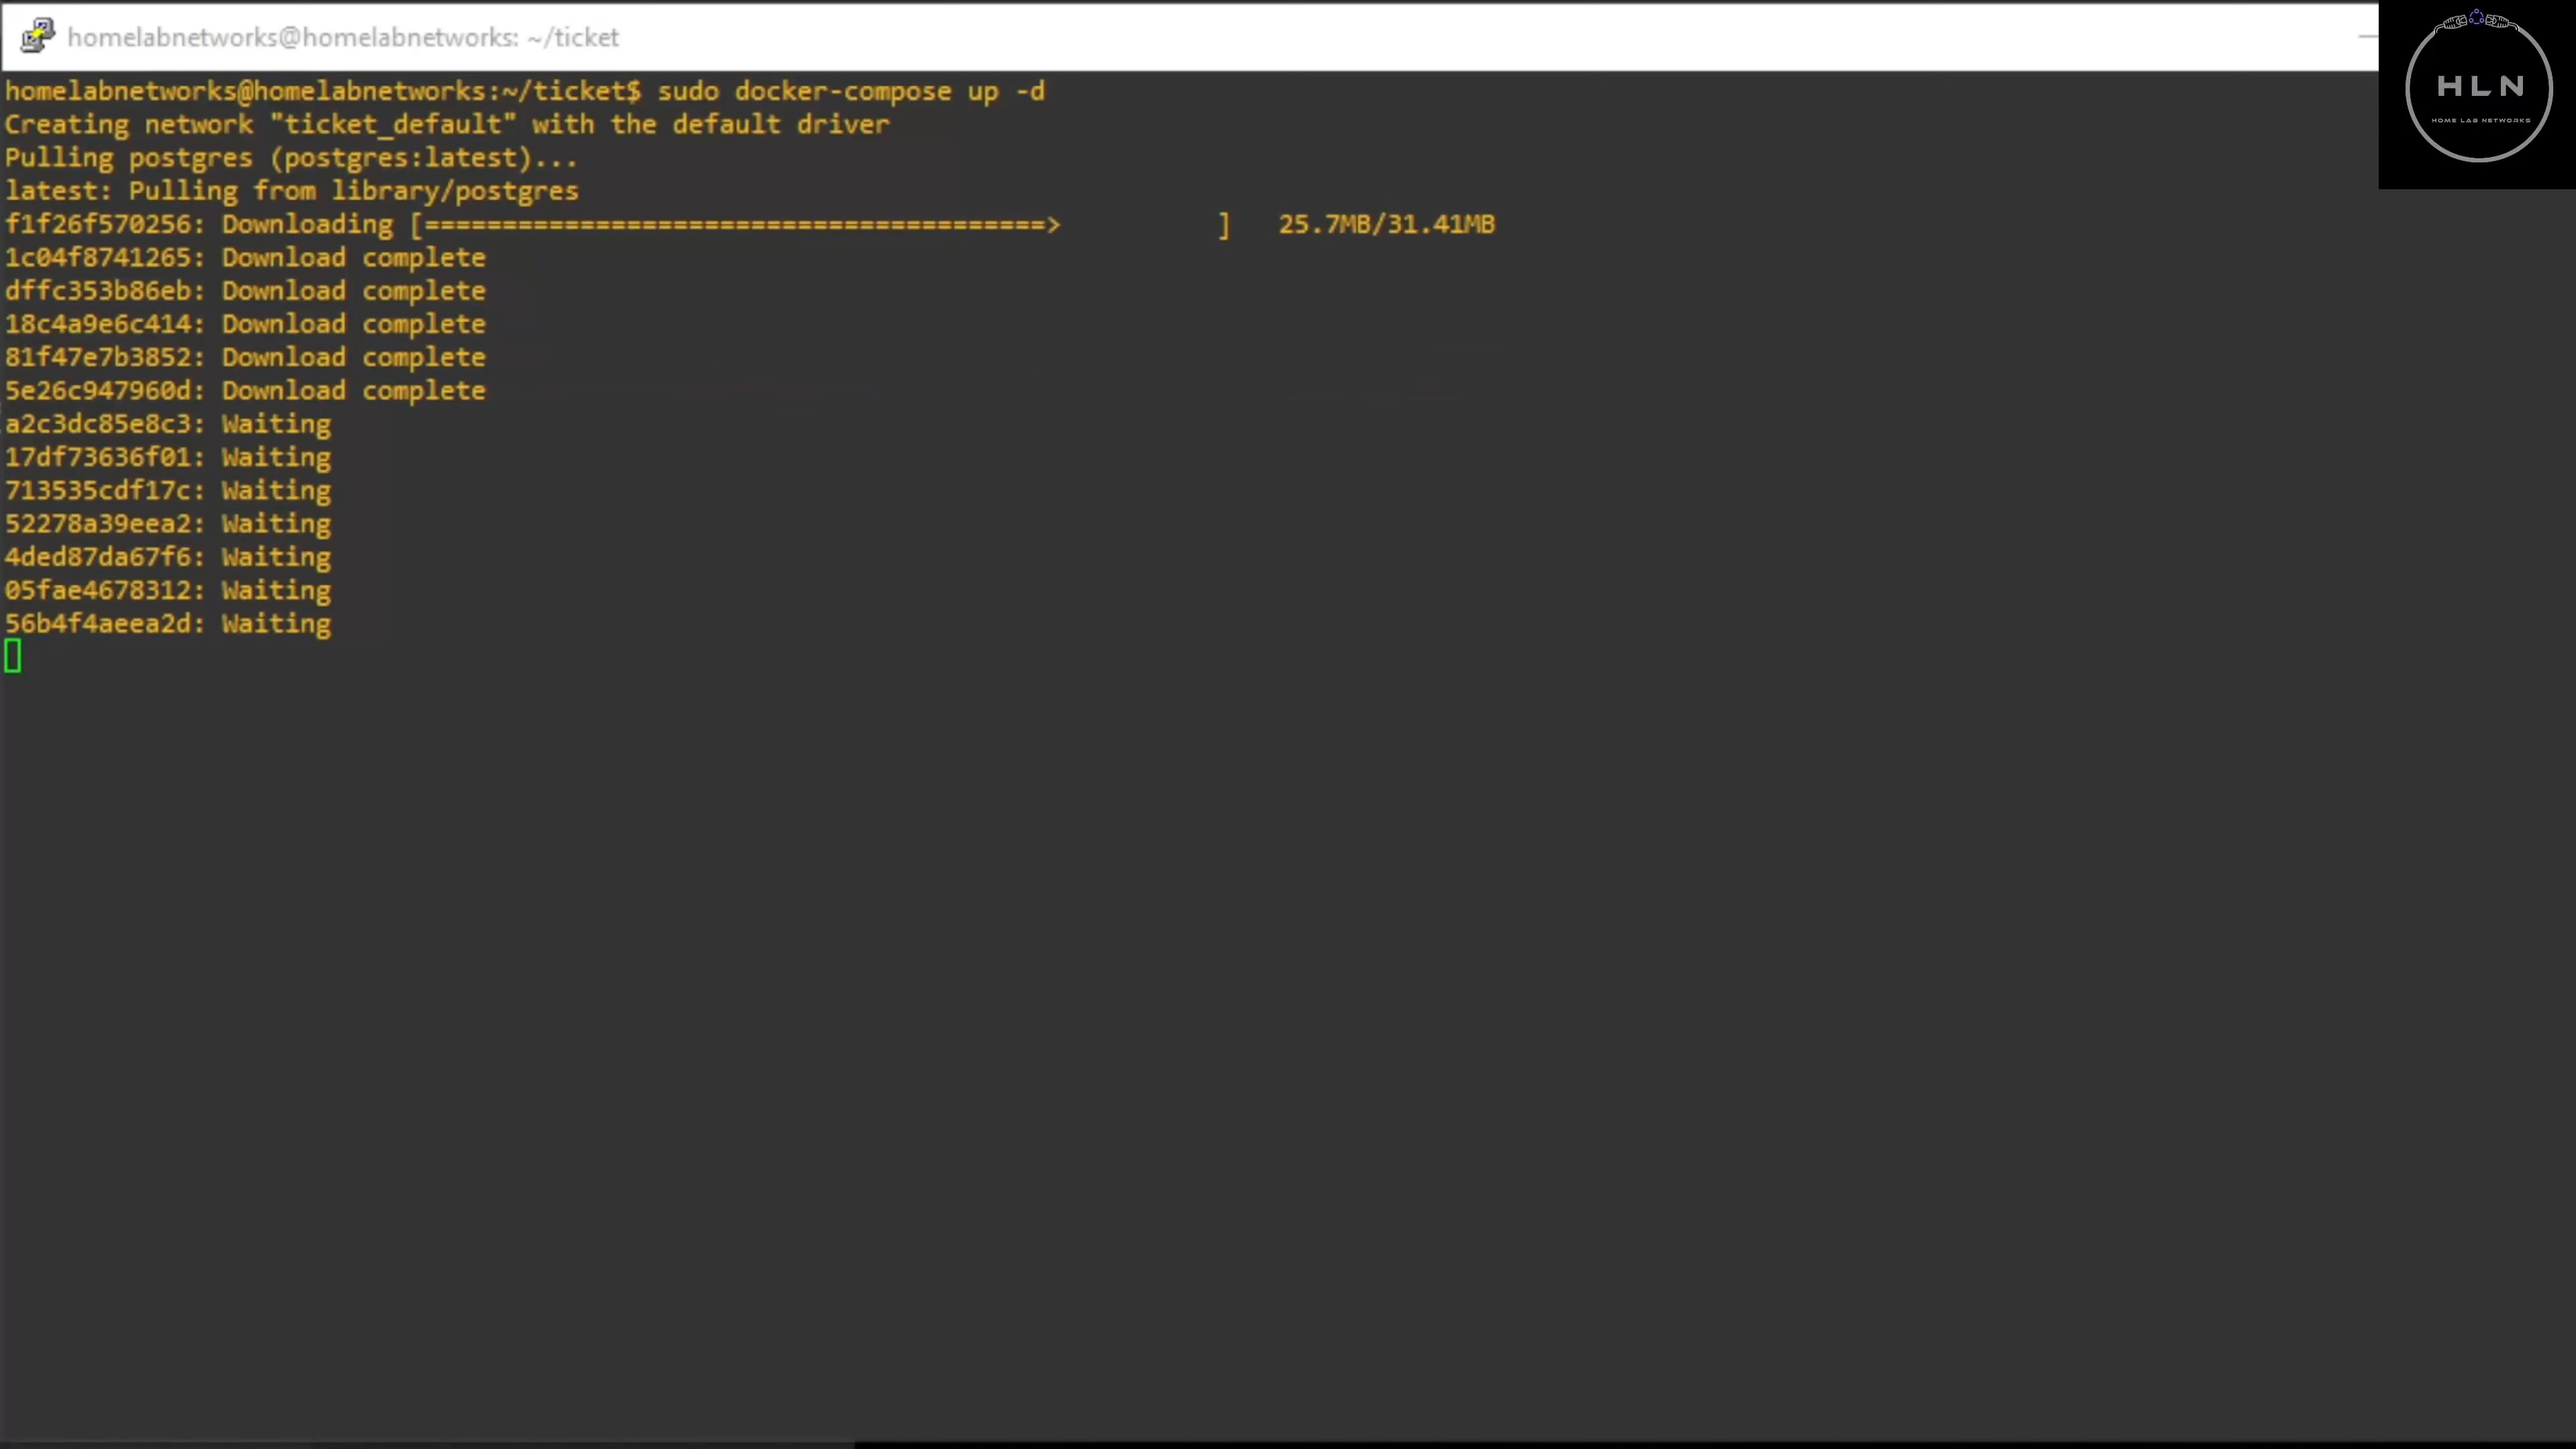 homelabnetworks@homelabnetworks: ~/ticket
HLN
HOME LAB NETWORKS
homelabnetworks@homelabnetworks:~/ticket$ sudo docker-compose up -d
Creating network "ticket_default" with the default driver
Pulling postgres (postgres:latest)...
latest: Pulling from library/postgres
f1f26f570256: Downloading [========================================>          ]   25.7MB/31.41MB
1c04f8741265: Download complete
dffc353b86eb: Download complete
18c4a9e6c414: Download complete
81f47e7b3852: Download complete
5e26c947960d: Download complete
a2c3dc85e8c3: Waiting
17df73636f01: Waiting
713535cdf17c: Waiting
52278a39eea2: Waiting
4ded87da67f6: Waiting
05fae4678312: Waiting
56b4f4aeea2d: Waiting